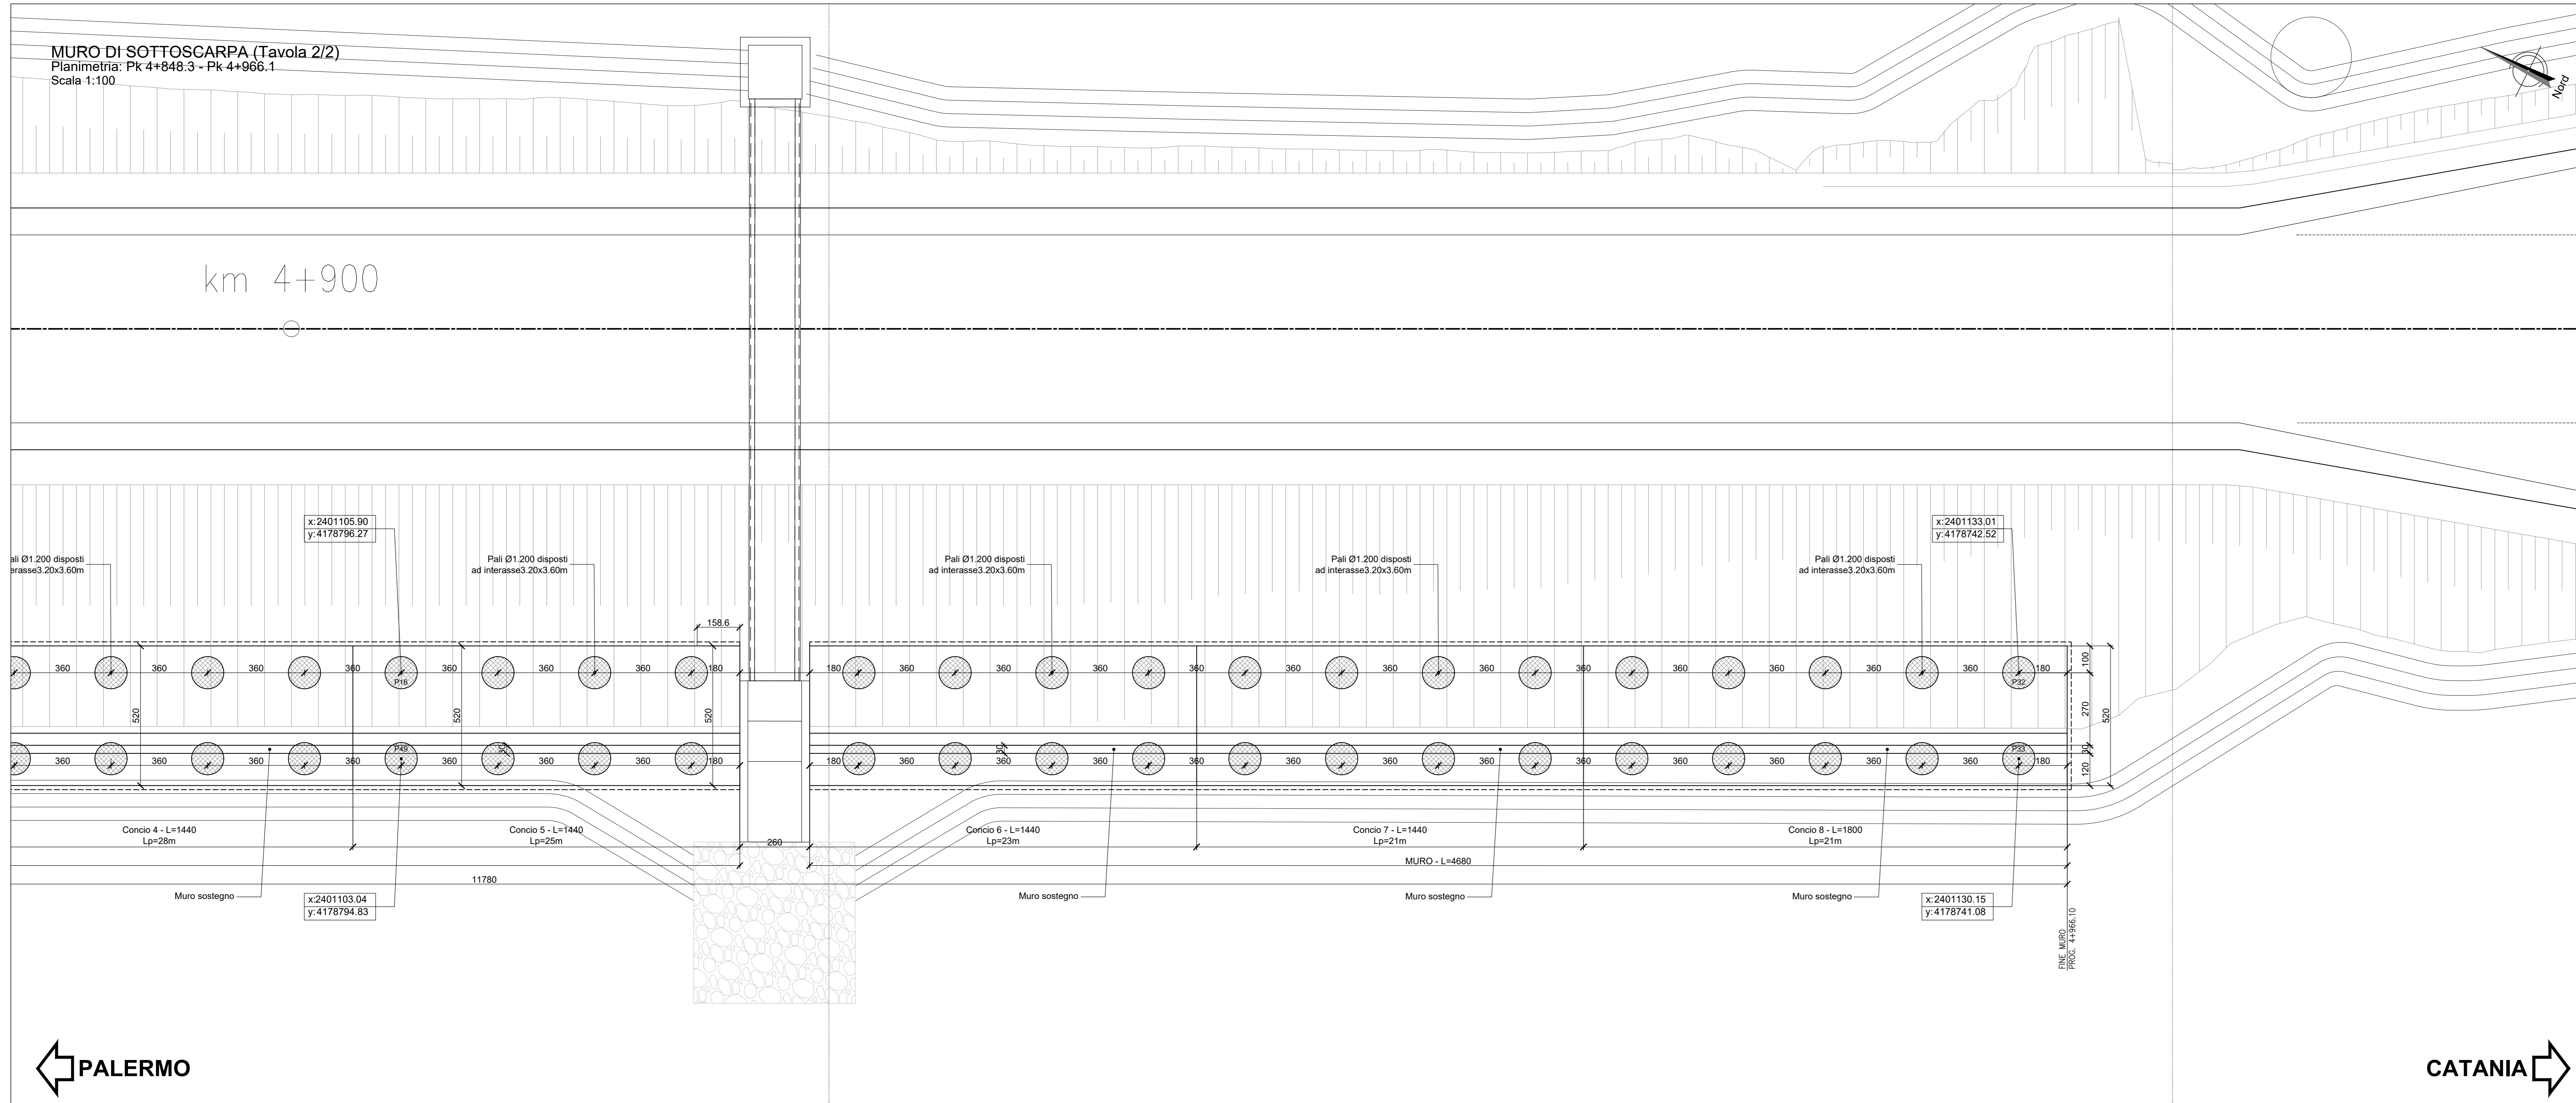 MURO DI SOTTOSCARPA (Tavola 2/2)
Planimetria: Pk 4+848.3 - Pk 4+966.1
Scala 1:100
Nord
km 4+900
x:2401105.90
y:4178796.27
x:2401133.01
y:4178742.52
ali Ø1.200 disposti
erasse3.20x3.60m
Pali Ø1.200 disposti
ad interasse3.20x3.60m
Pali Ø1.200 disposti
ad interasse3.20x3.60m
Pali Ø1.200 disposti
ad interasse3.20x3.60m
Pali Ø1.200 disposti
ad interasse3.20x3.60m
158.6
360 360 360 360 360 360 360 180 180 360 360 360 360 360 360 360 360 360 360 360 360 180
100
P16 P32
520 520 520 270 520
P49 30 30 P33 30
360 360 360 360 360 360 360 180 180 360 360 360 360 360 360 360 360 360 360 360 360 180
120
Concio 4 - L=1440
Lp=28m
Concio 5 - L=1440
Lp=25m
260
Concio 6 - L=1440
Lp=23m
Concio 7 - L=1440
Lp=21m
Concio 8 - L=1800
Lp=21m
MURO - L=4680
11780
Muro sostegno
Muro sostegno
Muro sostegno
Muro sostegno
x:2401103.04
y:4178794.83
x:2401130.15
y:4178741.08
FINE MURO
PROG. 4+966.10
PALERMO
CATANIA